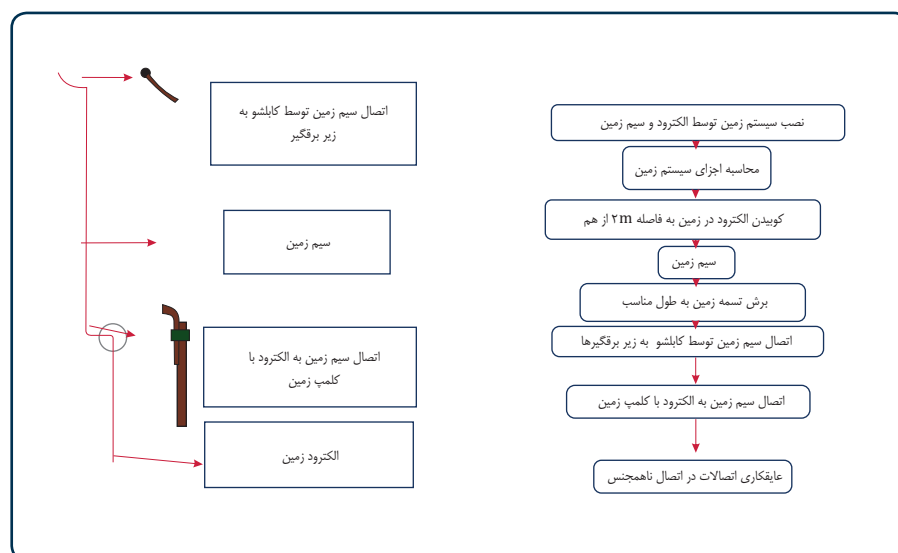 نصب سیستم زمین توسط الکترود و سیم زمین
محاسبه اجزای سیستم زمین
کوبیدن الکترود در زمین به فاصله ۲m از هم
سیم زمین
برش تسمه زمین به طول مناسب
اتصال سیم زمین توسط کابلشو به زیر برقگیرها
اتصال سیم زمین به الکترود با کلمپ زمین
عایقکاری اتصالات در اتصال ناهمجنس
اتصال سیم زمین توسط کابلشو به
زیر برقگیر
سیم زمین
اتصال سیم زمین به الکترود با
کلمپ زمین
الکترود زمین